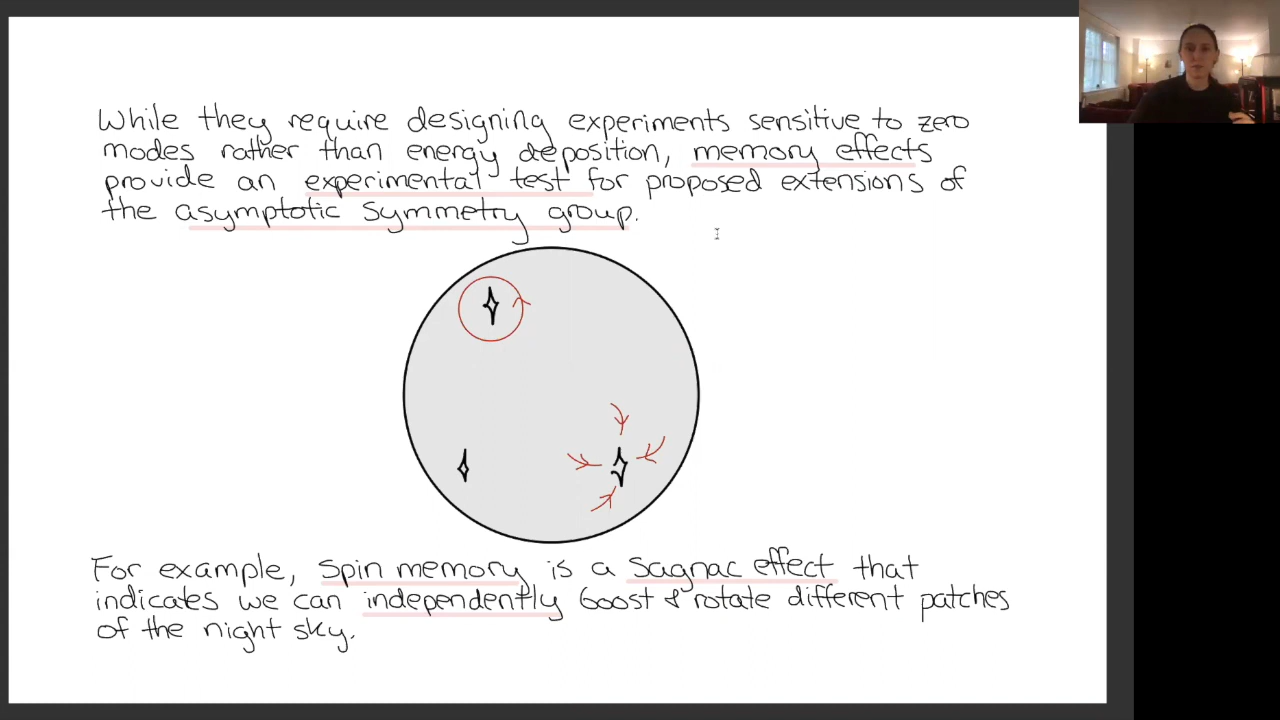 While they require designing experiments sensitive to zero
modes rather than energy deposition, memory effects
provide an experimental test for proposed extensions of
the asymptotic symmetry group.
For example, spin memory is a Sagnac effect that
indicates we can independently boost & rotate different patches
of the night sky.